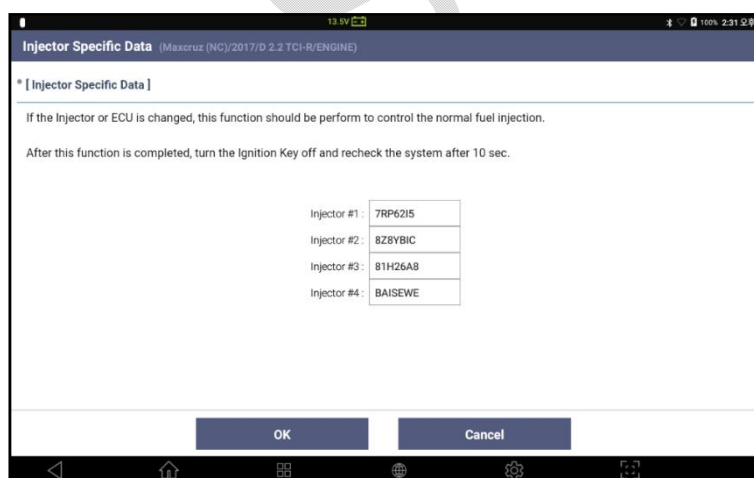 13.5V
100% 2:31 오후
Injector Specific Data (Maxcruz (NC)/2017/D 2.2 TCI-R/ENGINE)
* [ Injector Specific Data ]
If the Injector or ECU is changed, this function should be perform to control the normal fuel injection.
After this function is completed, turn the Ignition Key off and recheck the system after 10 sec.
Injector #1 : 7RP62I5
Injector #2 : 8Z8YBIC
Injector #3 : 81H26A8
Injector #4 : BAISEWE
OK Cancel